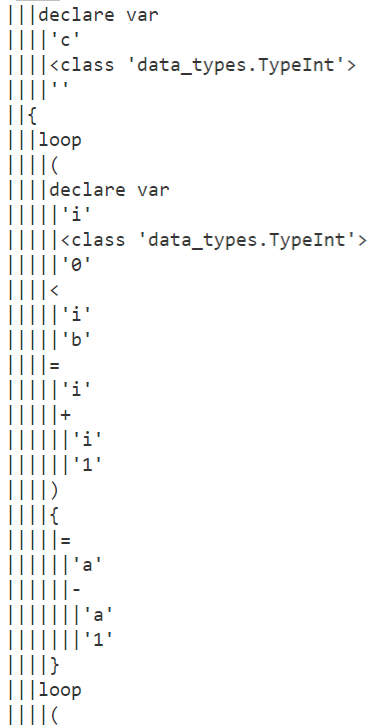 |||declare var
||||'c'
||||<class 'data_types.TypeInt'>
||||''
||{
|||loop
||||(
||||declare var
|||||'i'
|||||<class 'data_types.TypeInt'>
|||||'0'
||||<
|||||'i'
|||||'b'
||||=
|||||'i'
|||||+
||||||'i'
||||||'1'
||||)
||||{
|||||=
||||||'a'
||||||-
|||||||'a'
|||||||'1'
||||}
|||loop
||||(